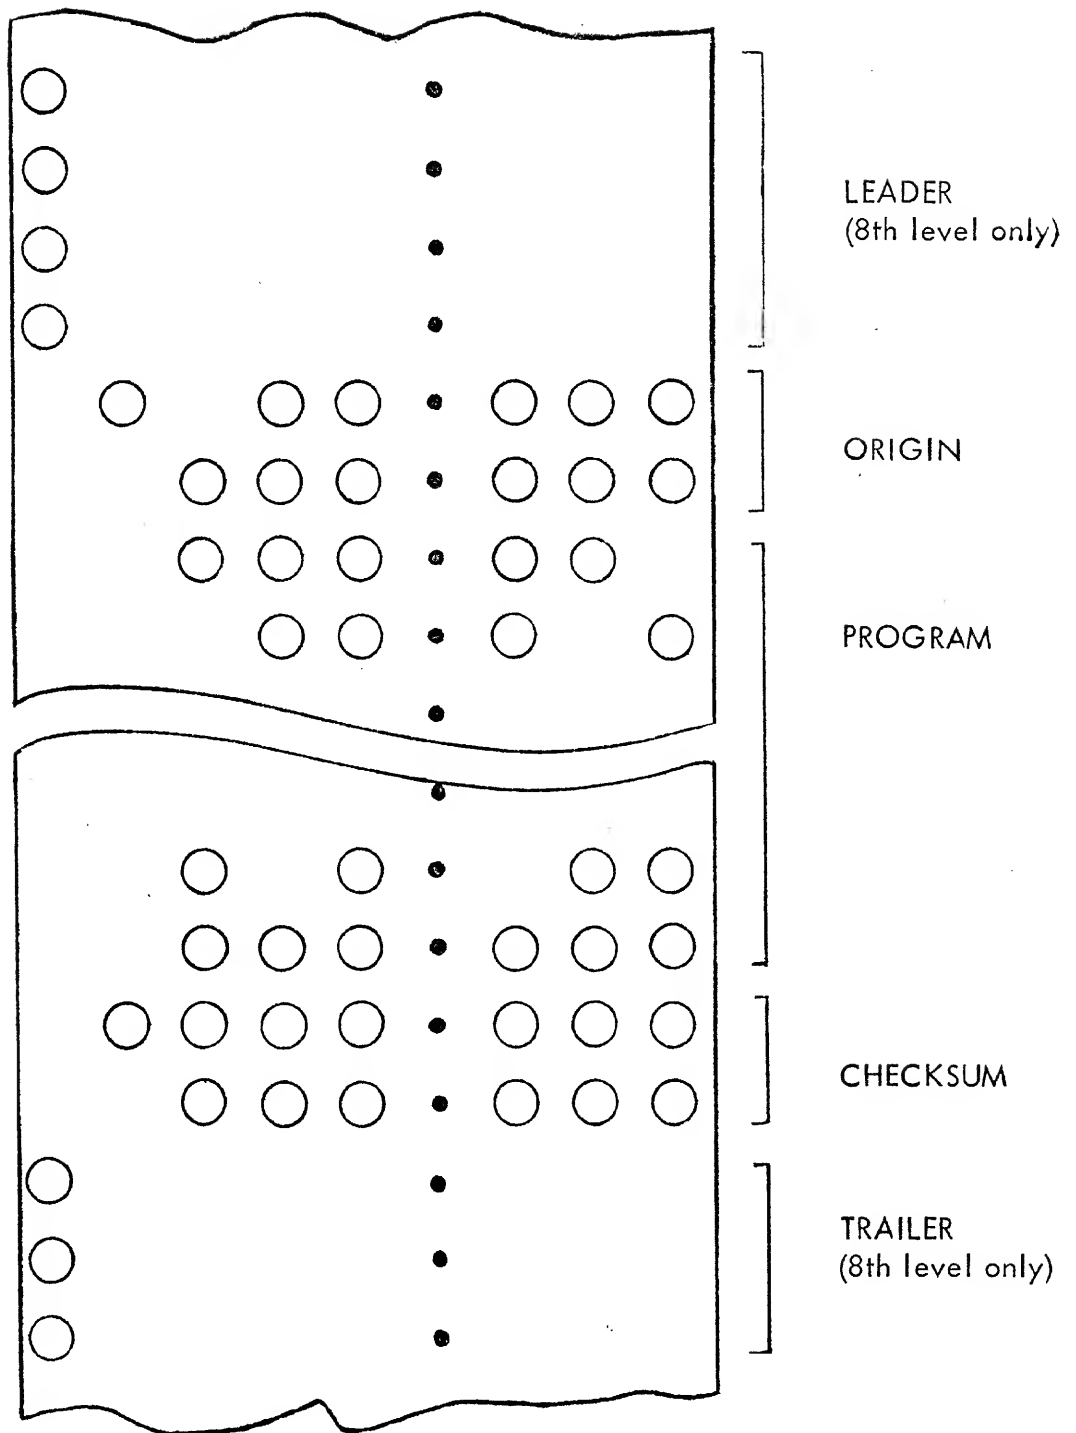 LEADER
(8th level only)
ORIGIN
PROGRAM
CHECKSUM
TRAILER
(8th level only)